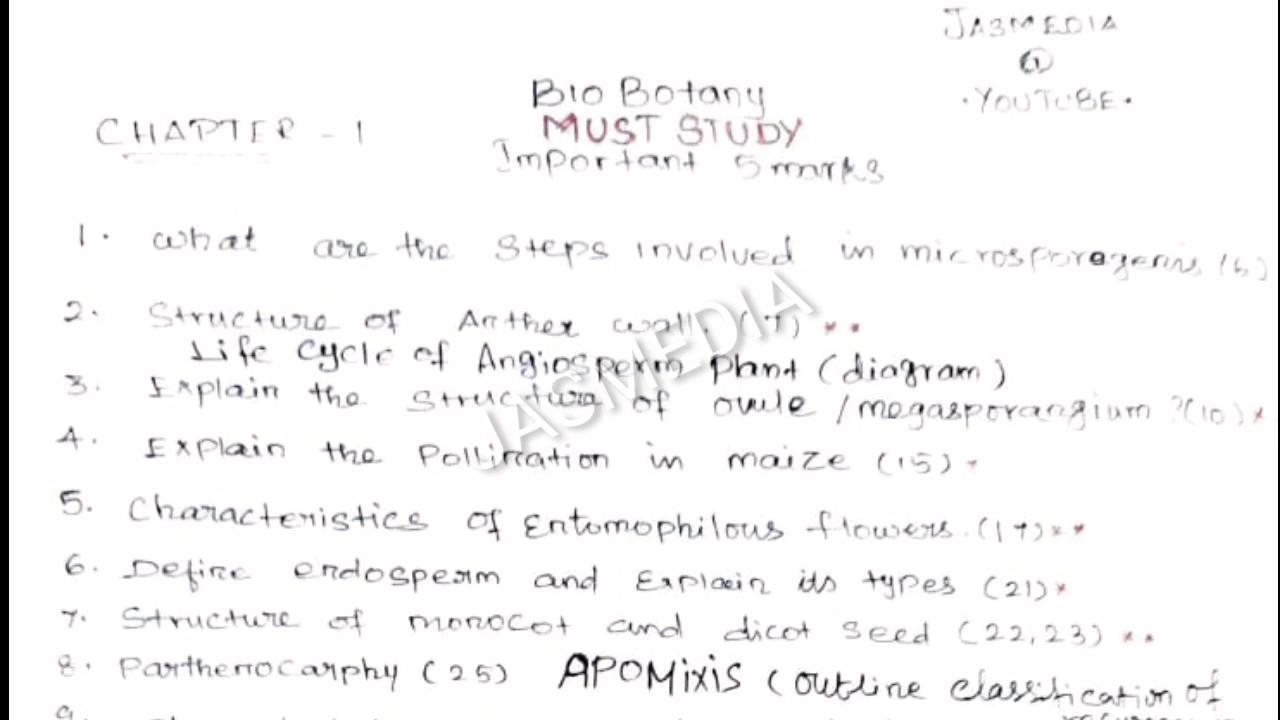 JASMEDIA
YOUTUBE
Bio Botany
CHAPTER - 1
MUST STUDY
Important 5 marks
1. What are the steps involved in microsporogenis
2. Structure of Anther wall. (7) **
Life cycle of Angiosperm Plant (diagram)
3. Explain the structure of ovule /megasporangium ?(10)*
4. Explain the Pollination in maize (15)*
5. Characteristics of Entomophilous flowers. (17)**
6. Define endosperm and Explain its types (21)*
7. Structure of monocot and dicot seed (22,23) **
8. Parthenocarphy (25) APOMixis (outline classification of
9.
JASMEDIA